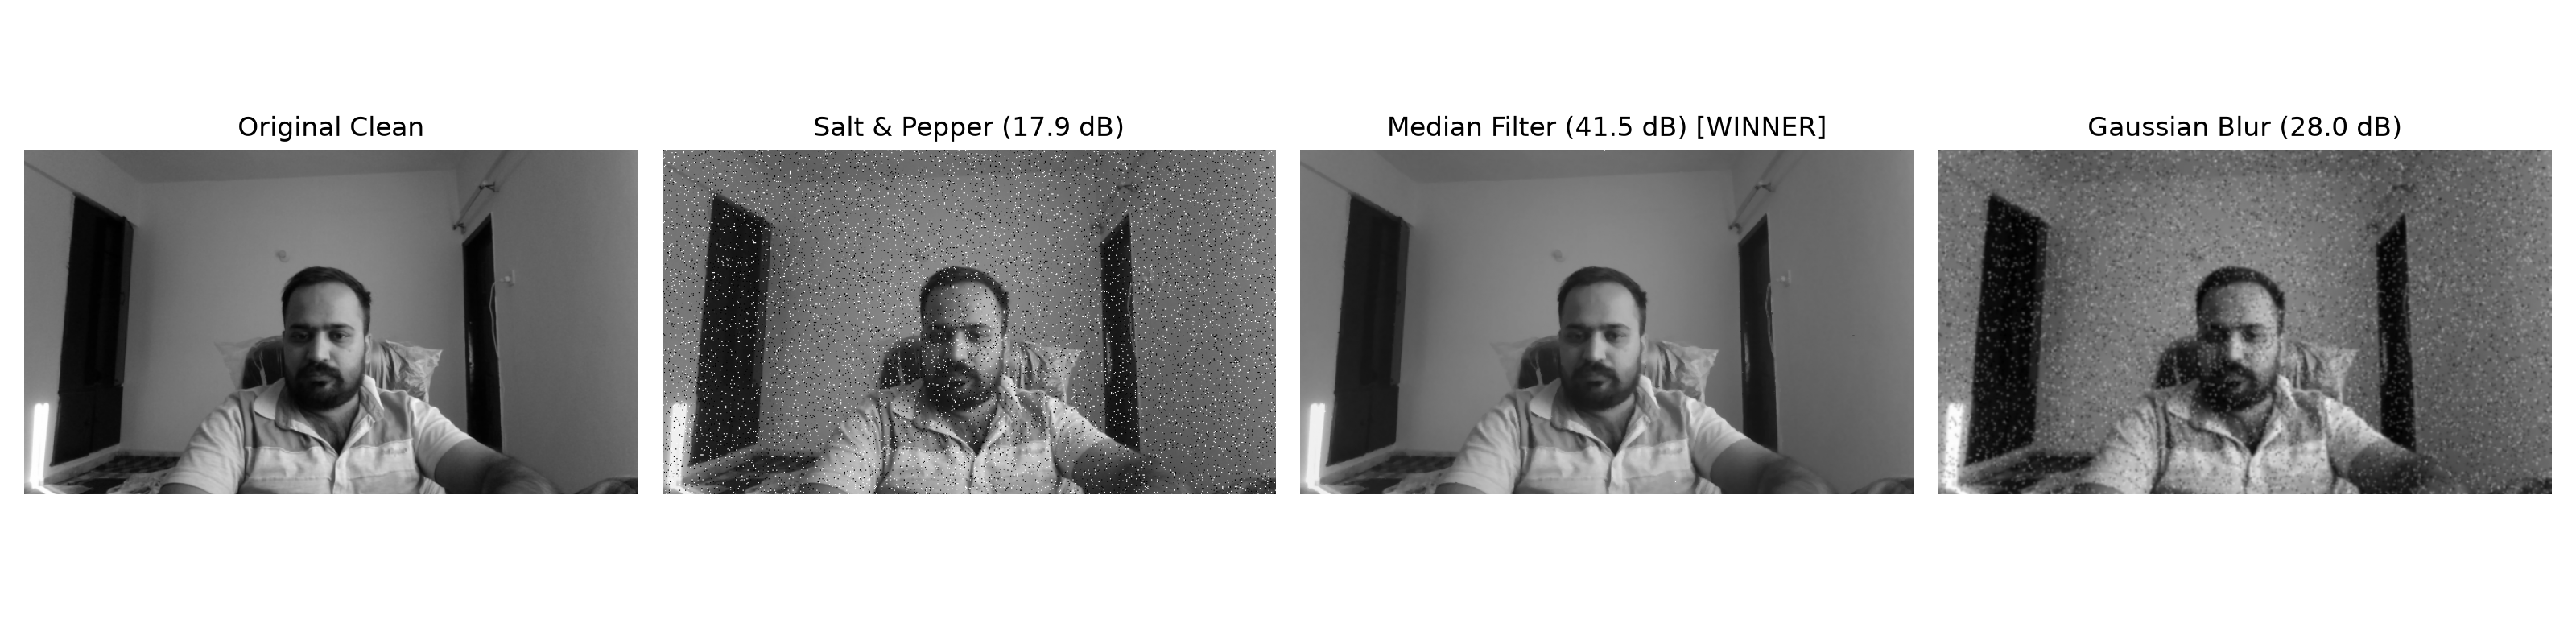 Original Clean
Salt & Pepper (17.9 dB)
Median Filter (41.5 dB) [WINNER]
Gaussian Blur (28.0 dB)